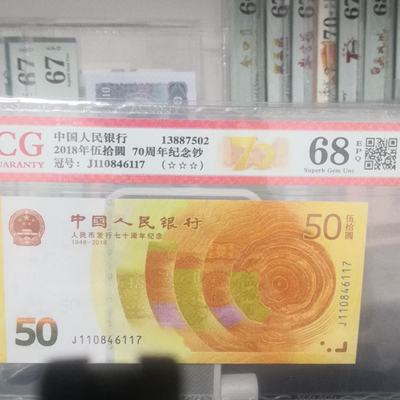 67
67
CG
GUARANTY
中国人民银行 13887502
2018年伍拾圆 70周年纪念钞
冠号: J110846117 (☆☆☆)
70
68
EPQ
Superb Gem Unc
中国人民银行
人民币发行七十周年纪念
1948-2018
50
伍拾圆
J110846117
50
J110846117